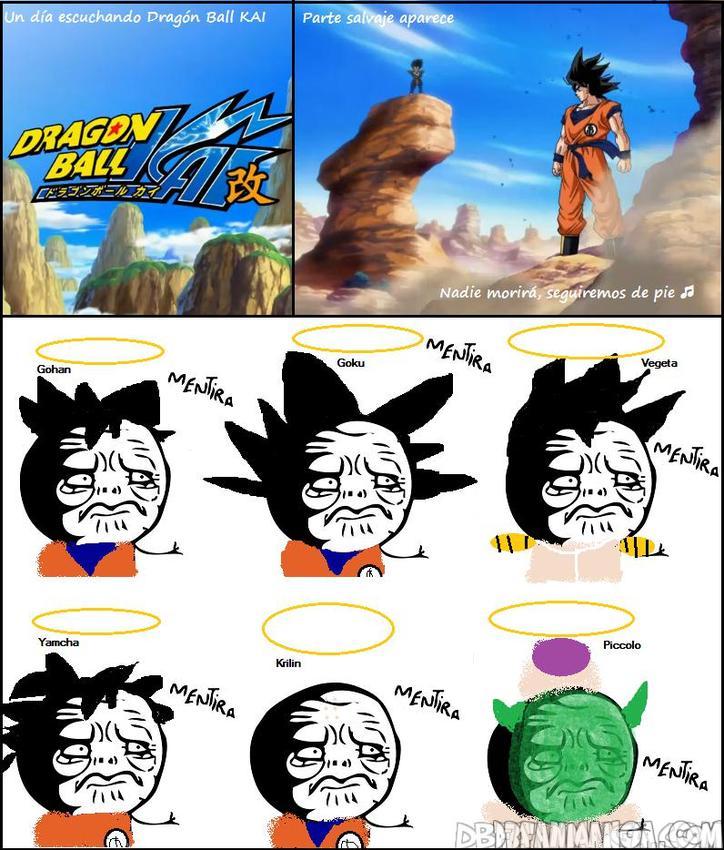 Un día escuchando Dragón Ball KAI
DRAGON
BALL
KAI
改
ドラゴンボール カイ
Parte salvaje aparece
Nadie morirá, seguiremos de pie ♫
Gohan
MENTIRA
Goku
MENTIRA
Vegeta
MENTIRA
Yamcha
MENTIRA
Krilin
MENTIRA
Piccolo
MENTIRA